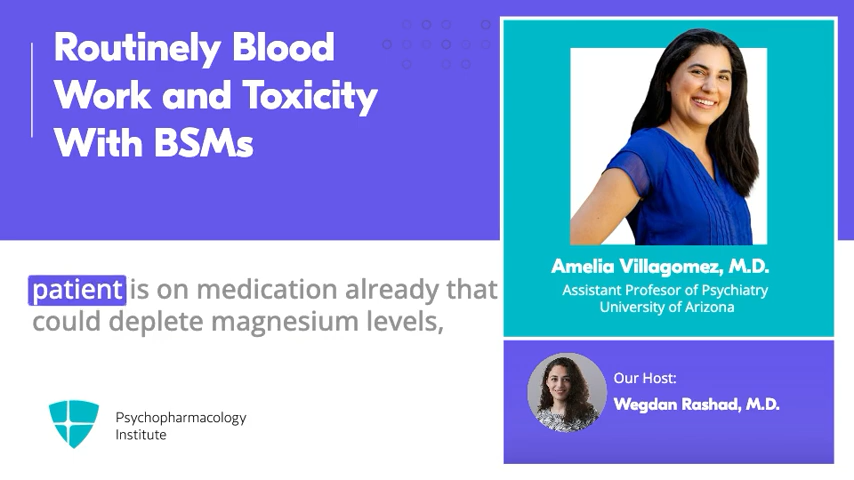 Routinely Blood
Work and Toxicity
With BSMs
patient is on medication already that
could deplete magnesium levels,
Psychopharmacology
Institute
Amelia Villagomez, M.D.
Assistant Profesor of Psychiatry
University of Arizona
Our Host:
Wegdan Rashad, M.D.